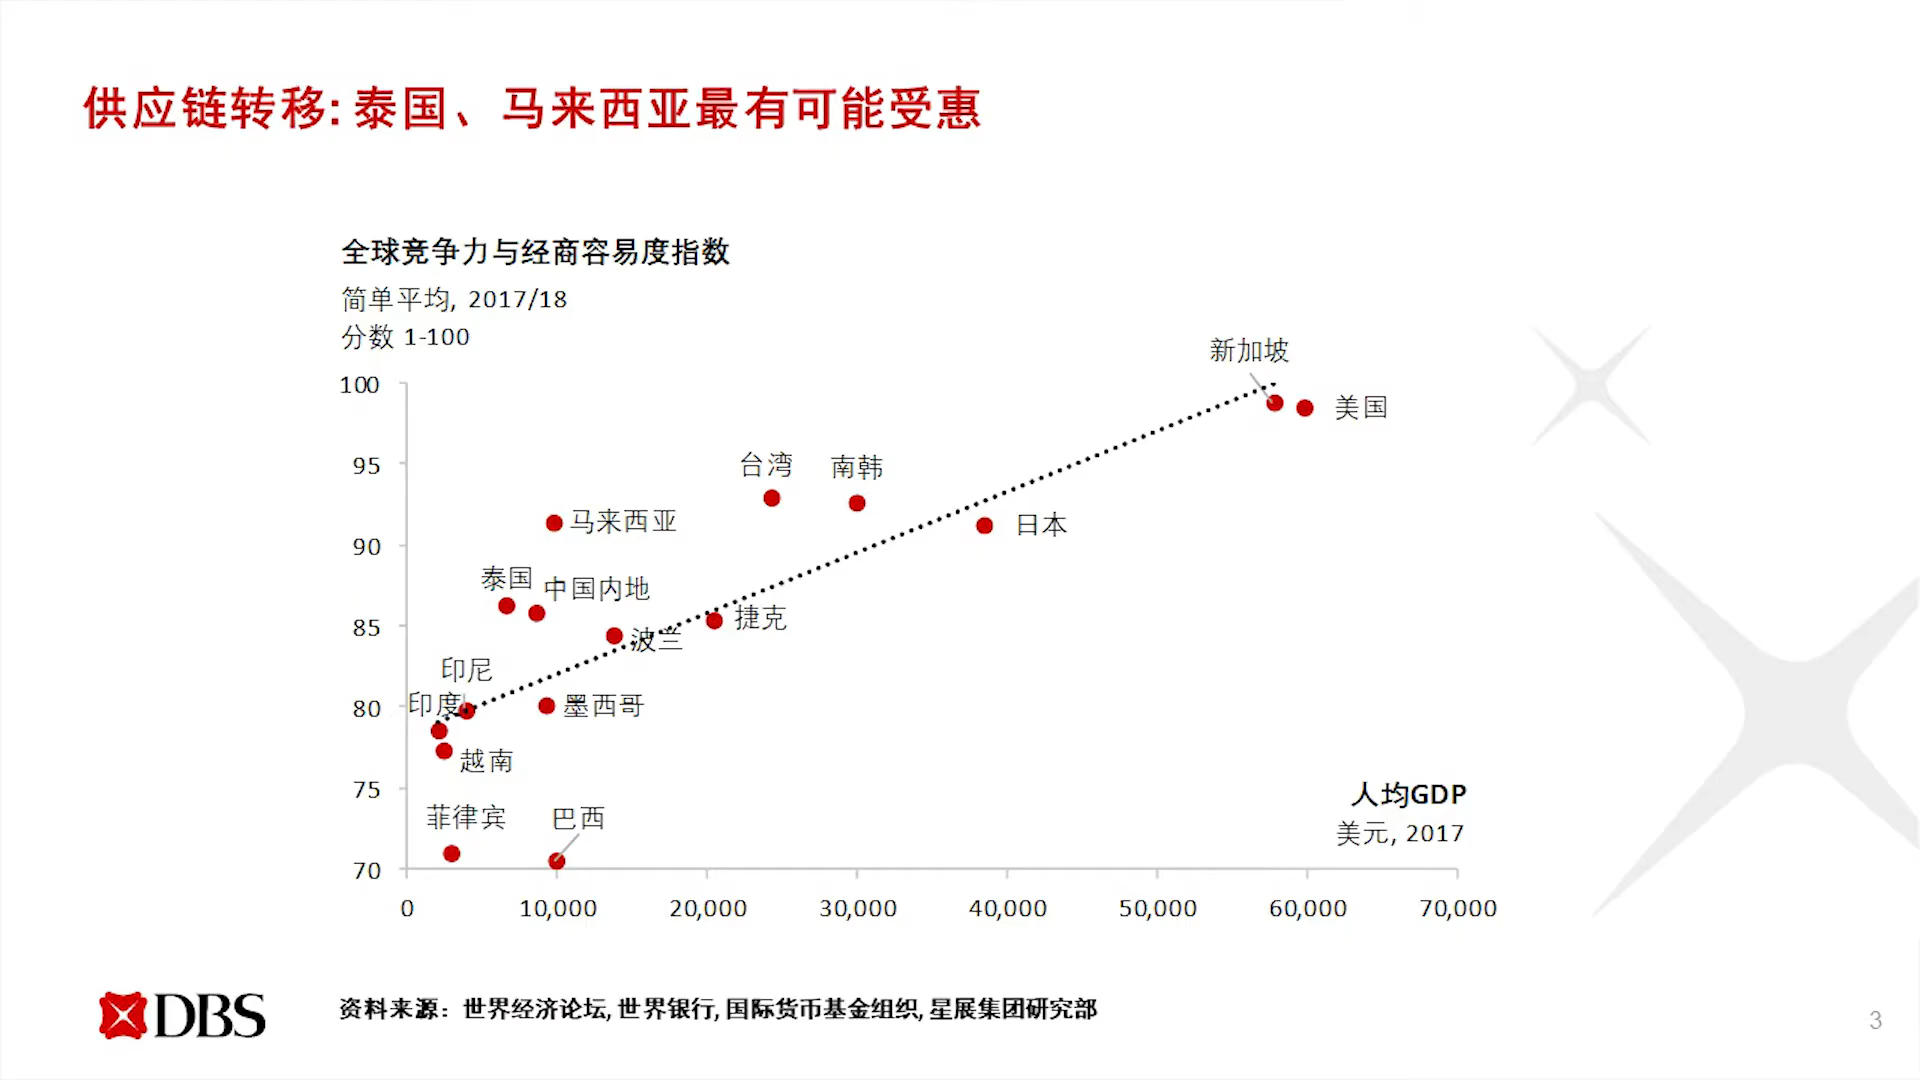 供应链转移: 泰国、马来西亚最有可能受惠
全球竞争力与经商容易度指数
简单平均, 2017/18
分数 1-100
新加坡
美国
100
95
90
85
80
75
70
台湾
南韩
马来西亚
日本
泰国
中国内地
捷克
波兰
印尼
印度
墨西哥
越南
菲律宾
巴西
人均GDP
美元, 2017
0
10,000
20,000
30,000
40,000
50,000
60,000
70,000
DBS
资料来源: 世界经济论坛, 世界银行, 国际货币基金组织, 星展集团研究部
3